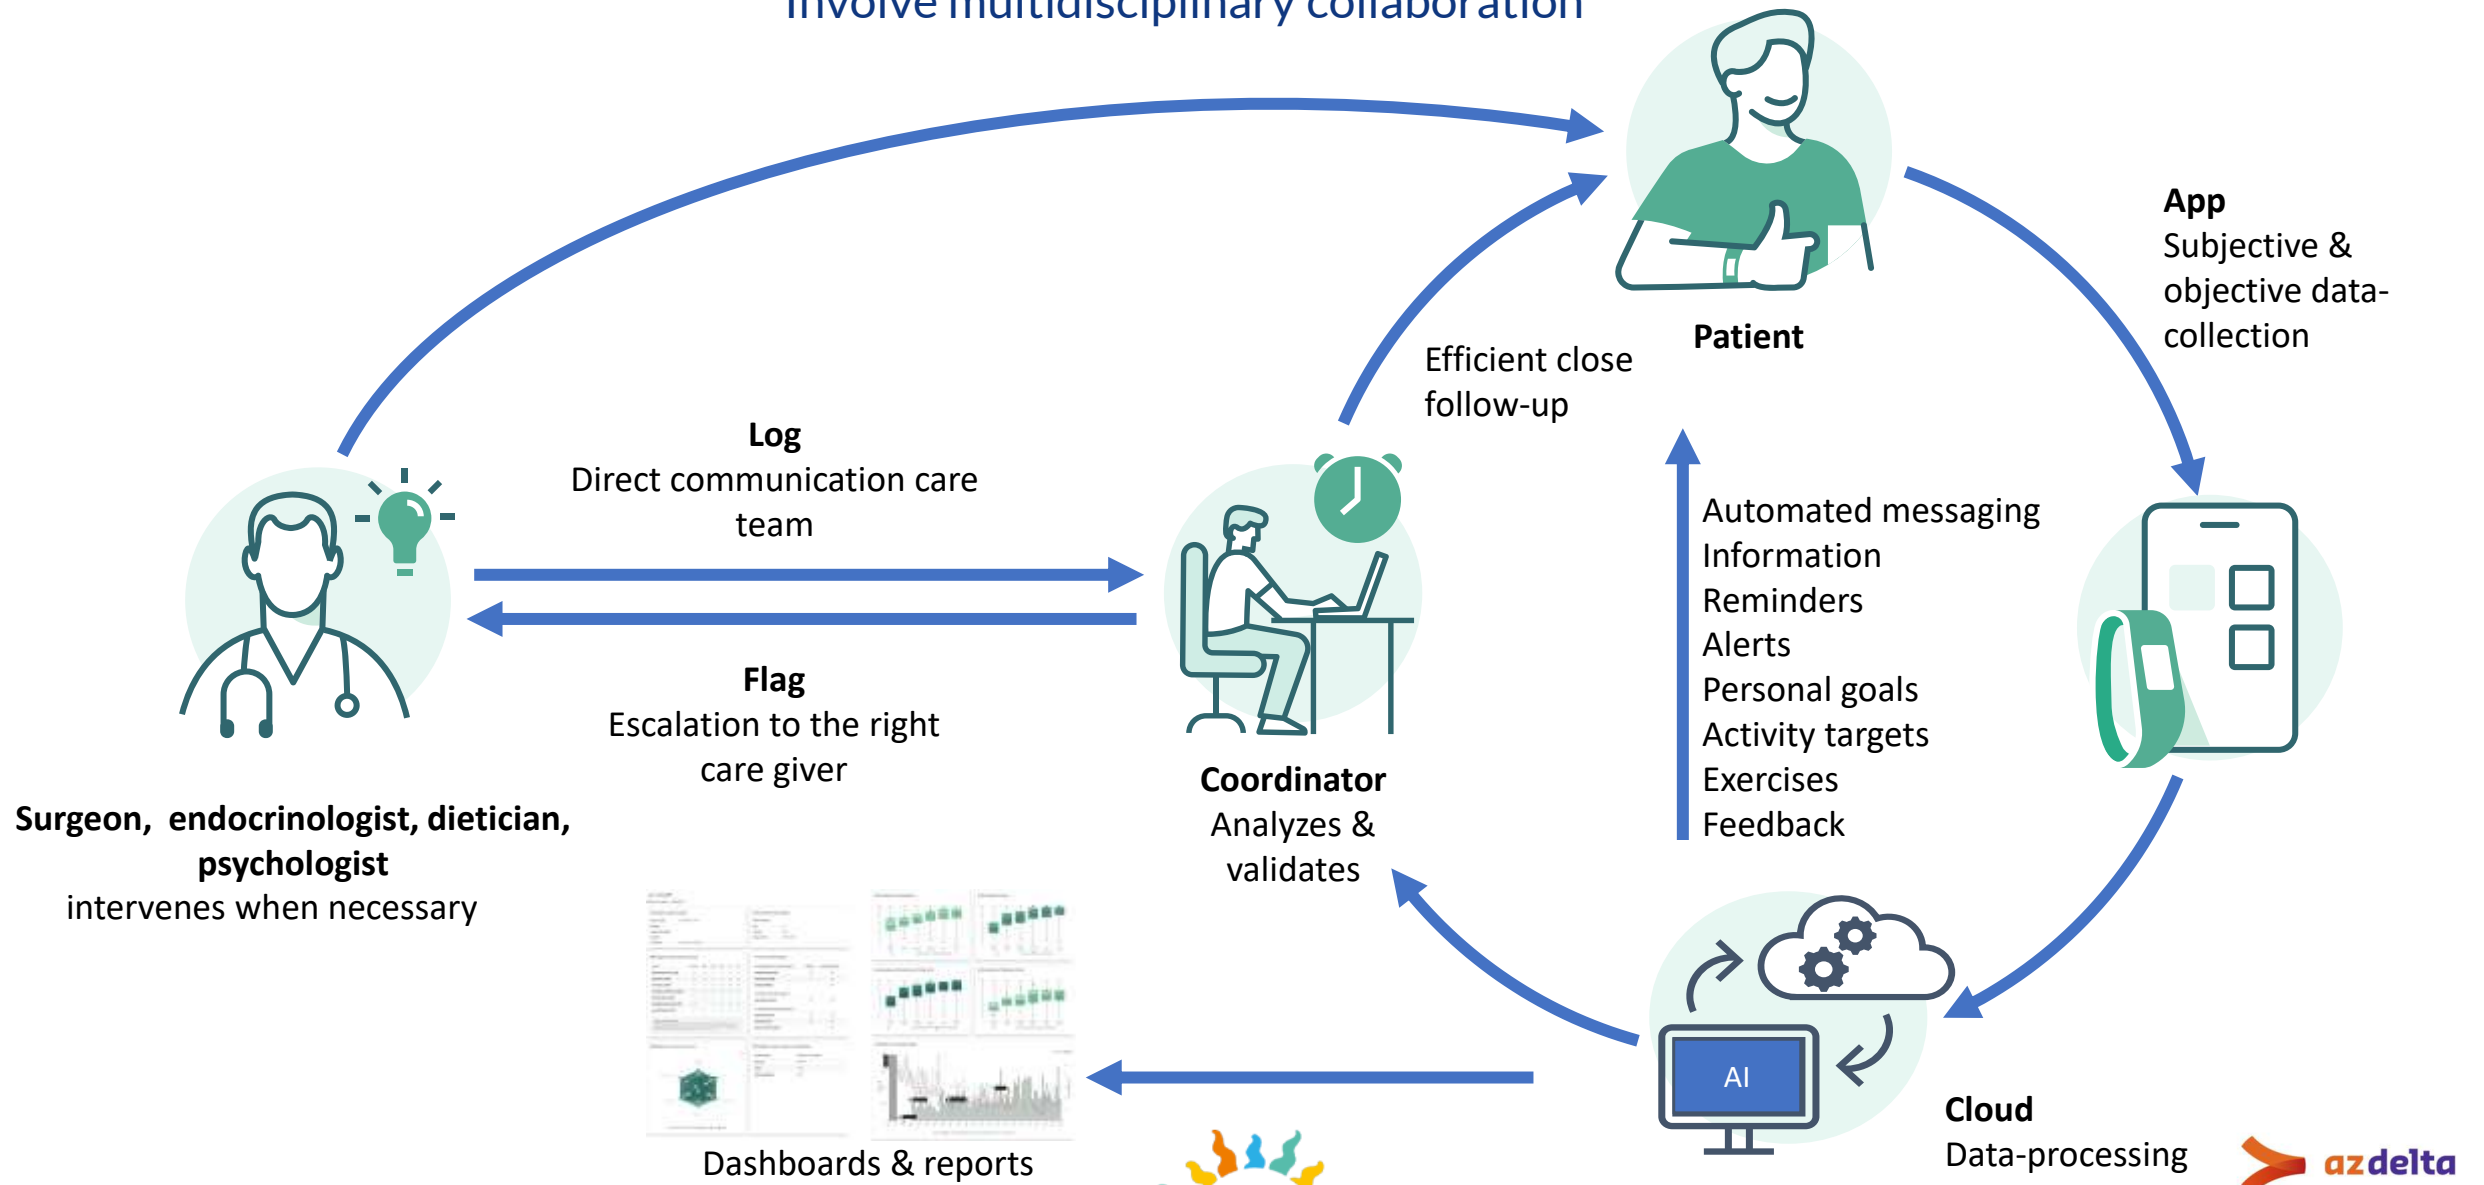 Involve multidisciplinary collaboration
App
Subjective &
objective data-
collection
Patient
Efficient close
follow-up
Log
Direct communication care
team
Automated messaging
Information
Reminders
Alerts
Personal goals
Activity targets
Exercises
Feedback
Flag
Escalation to the right
care giver
Coordinator
Analyzes &
validates
Surgeon, endocrinologist, dietician,
psychologist
intervenes when necessary
AI
Cloud
Data-processing
Dashboards & reports
azdelta